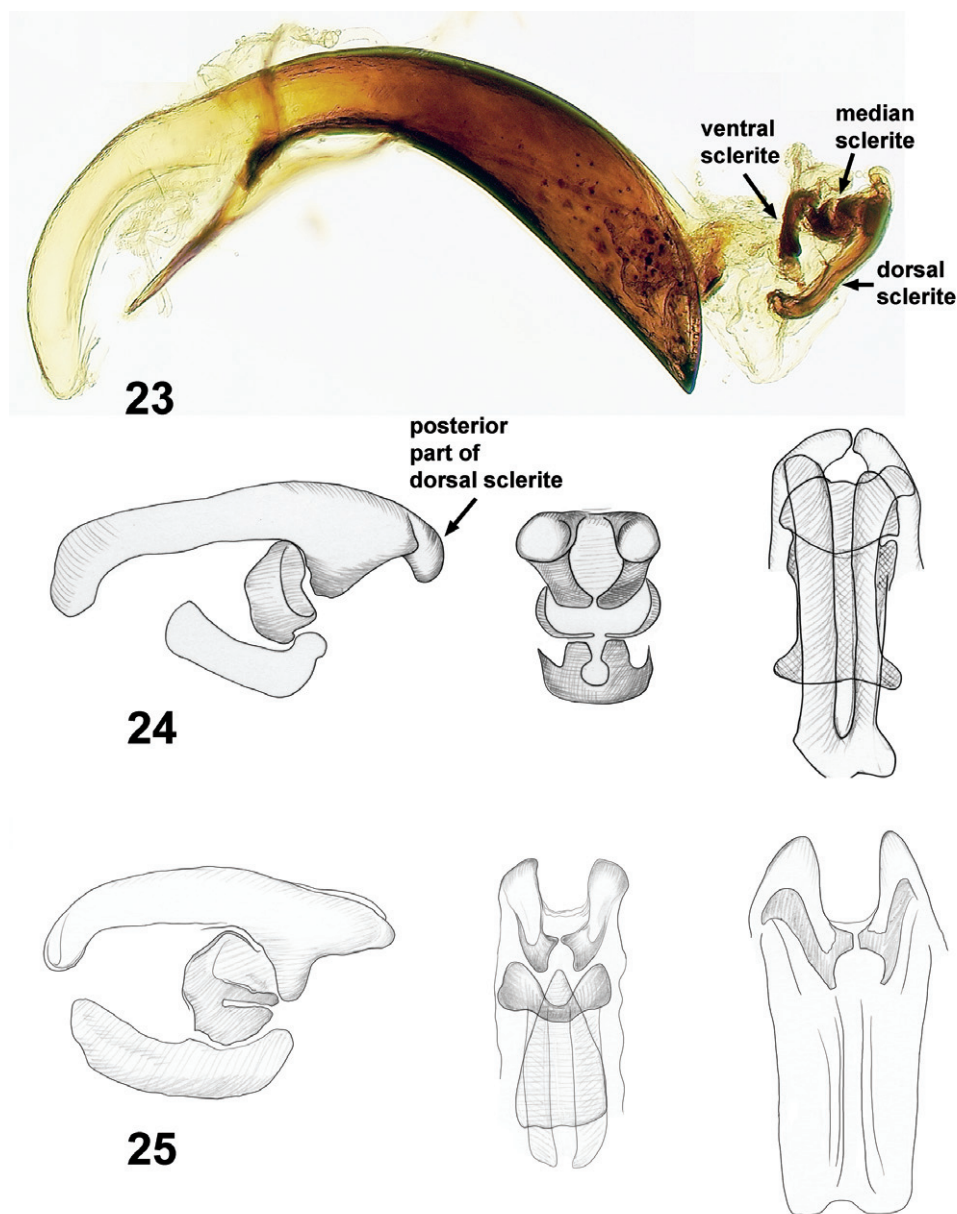 ventral
sclerite
median
sclerite
dorsal
sclerite
23
posterior
part of
dorsal sclerite
24
25